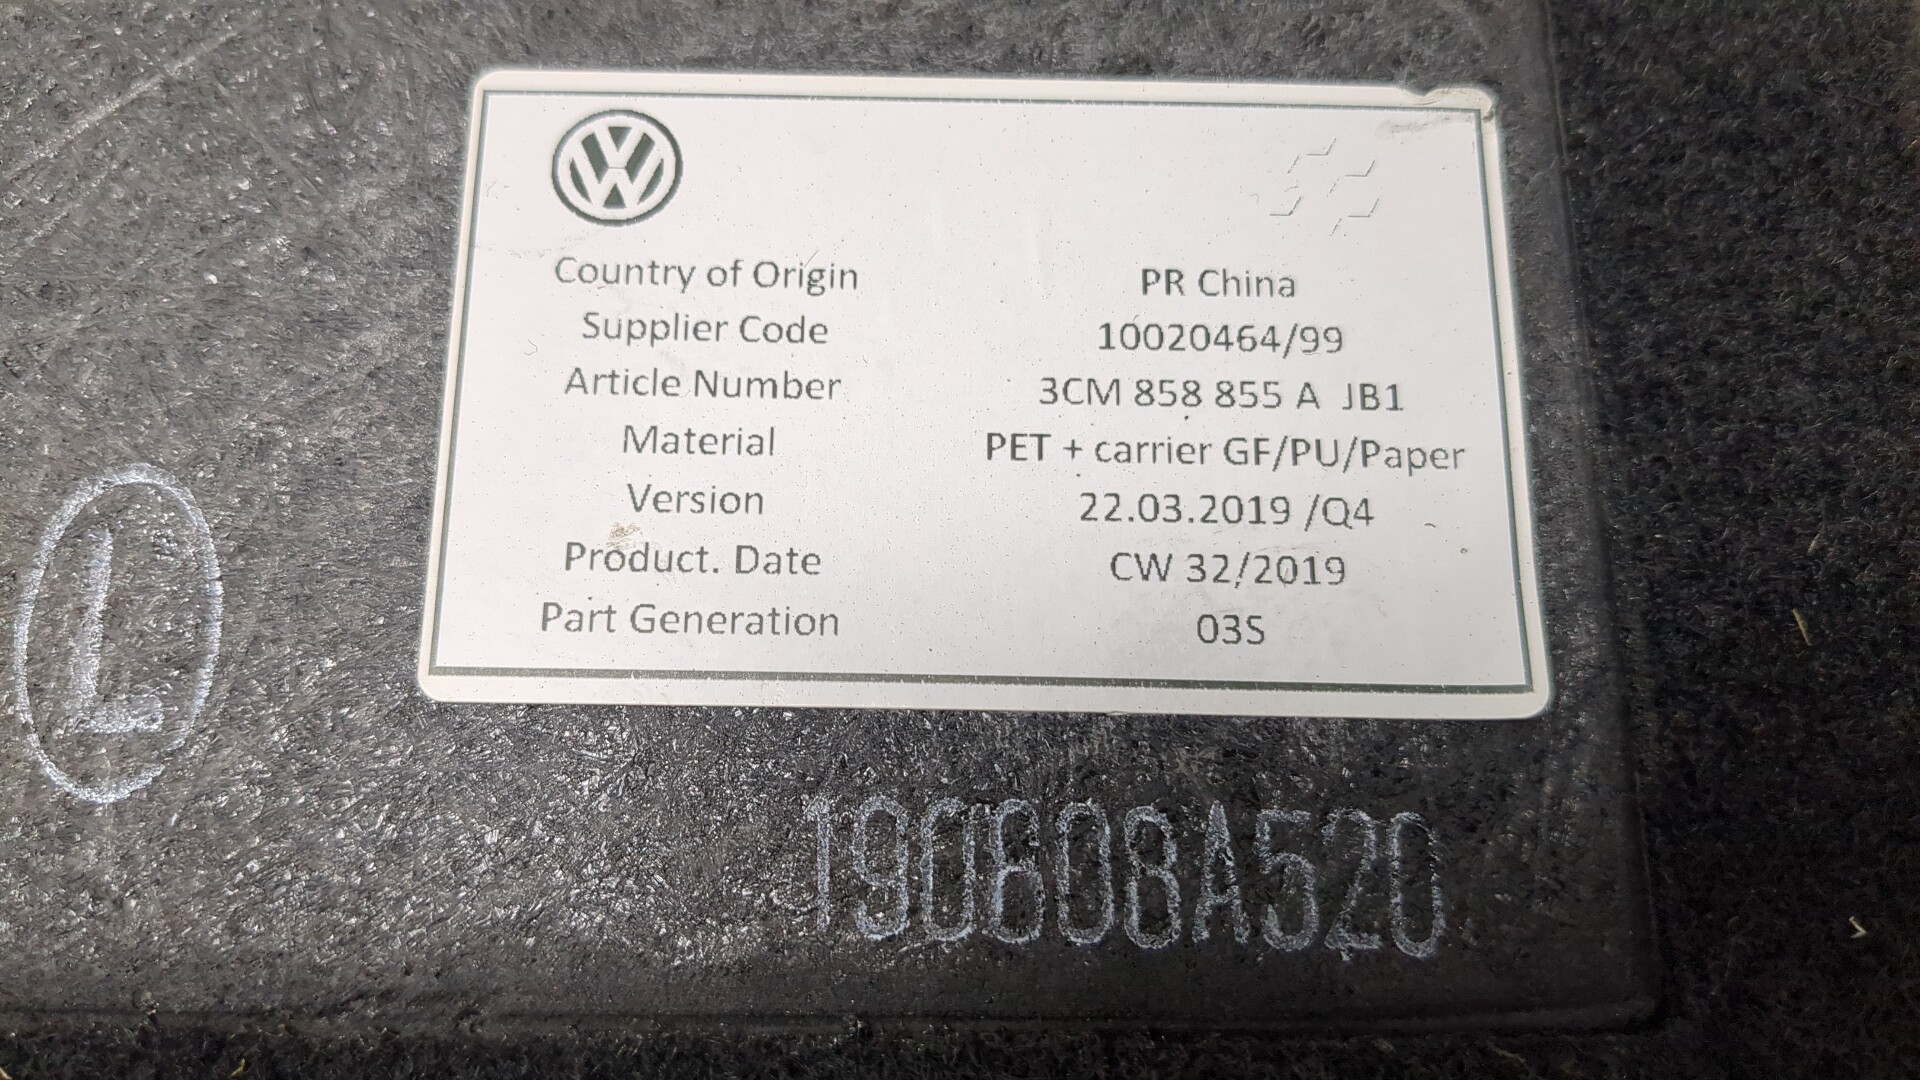 Country of Origin PR China
Supplier Code 10020464/99
Article Number 3CM 858 855 A JB1
Material PET + carrier GF/PU/Paper
Version 22.03.2019 /Q4
Product. Date CW 32/2019
Part Generation 03S
L
190808A520